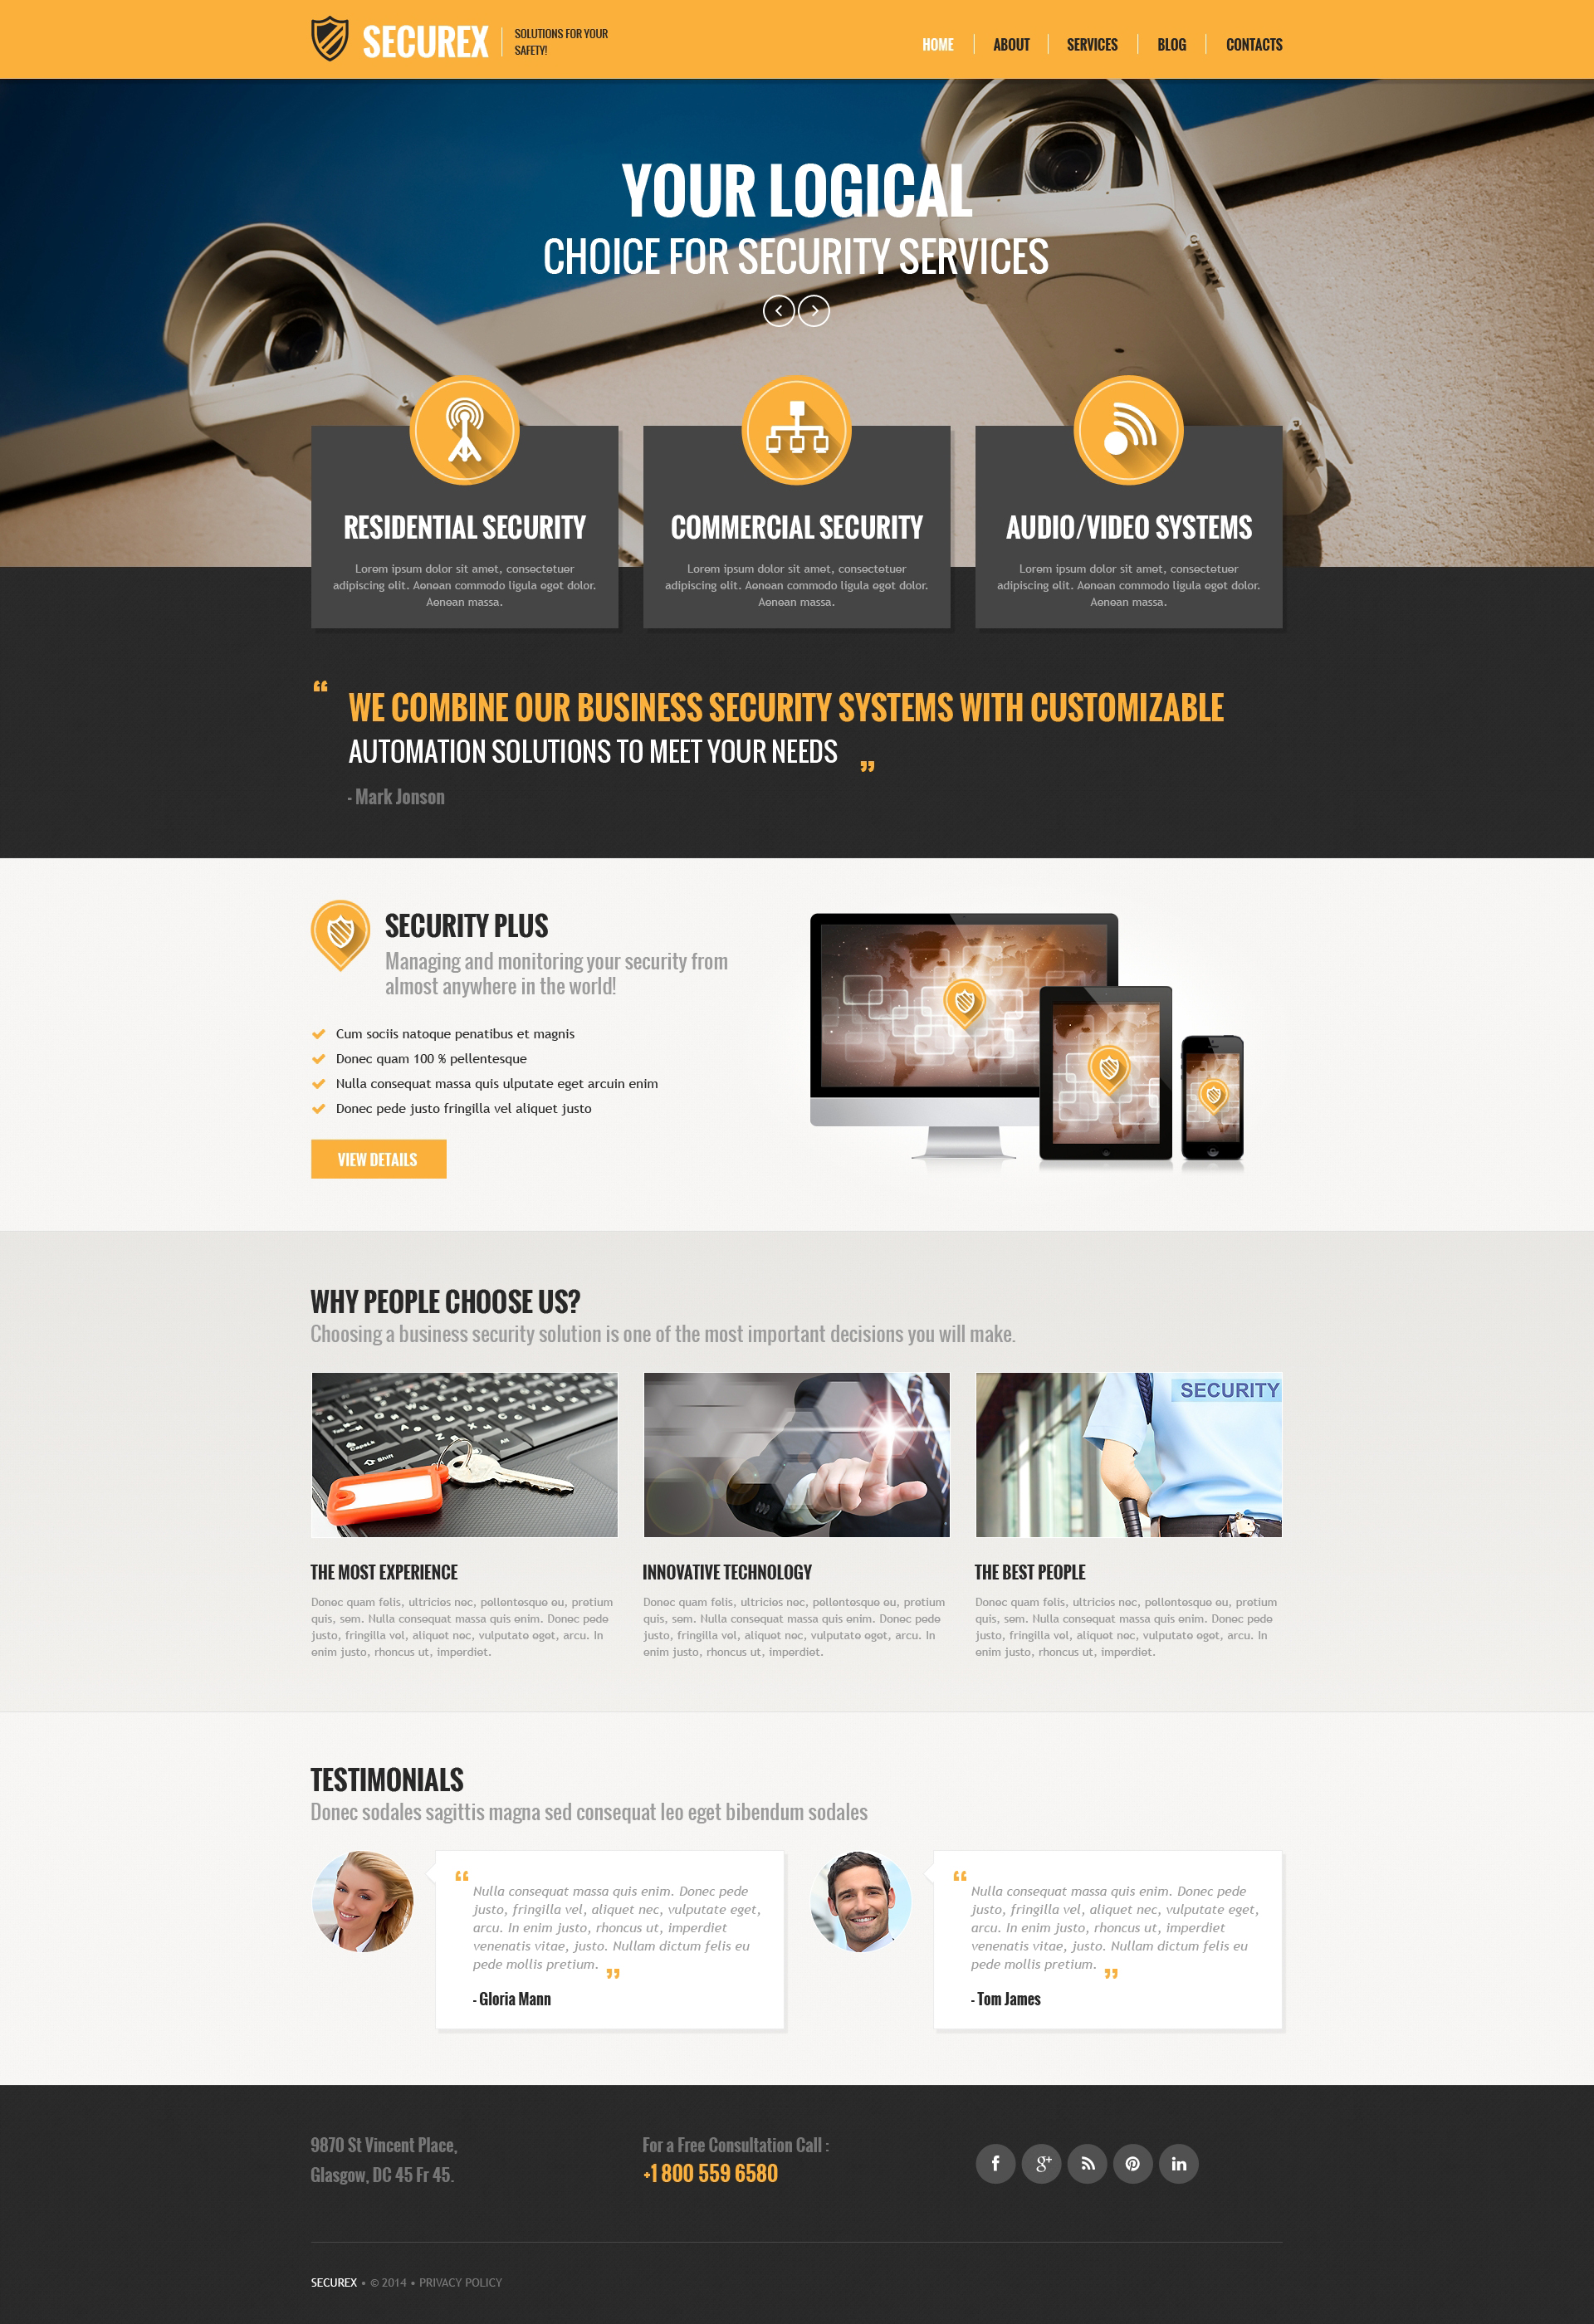 SECUREX
SOLUTIONS FOR YOUR
SAFETY!
HOME
ABOUT
SERVICES
BLOG
CONTACTS
YOUR LOGICAL
CHOICE FOR SECURITY SERVICES
RESIDENTIAL SECURITY
Lorem ipsum dolor sit amet, consectetuer
adipiscing elit. Aenean commodo ligula eget dolor.
Aenean massa.
COMMERCIAL SECURITY
Lorem ipsum dolor sit amet, consectetuer
adipiscing elit. Aenean commodo ligula eget dolor.
Aenean massa.
AUDIO/VIDEO SYSTEMS
Lorem ipsum dolor sit amet, consectetuer
adipiscing elit. Aenean commodo ligula eget dolor.
Aenean massa.
“ WE COMBINE OUR BUSINESS SECURITY SYSTEMS WITH CUSTOMIZABLE
AUTOMATION SOLUTIONS TO MEET YOUR NEEDS ”
- Mark Jonson
SECURITY PLUS
Managing and monitoring your security from
almost anywhere in the world!
Cum sociis natoque penatibus et magnis
Donec quam 100 % pellentesque
Nulla consequat massa quis ulputate eget arcuin enim
Donec pede justo fringilla vel aliquet justo
VIEW DETAILS
WHY PEOPLE CHOOSE US?
Choosing a business security solution is one of the most important decisions you will make.
CapsLk
Shift
Alt
SECURITY
THE MOST EXPERIENCE
Donec quam felis, ultricies nec, pellentesque eu, pretium
quis, sem. Nulla consequat massa quis enim. Donec pede
justo, fringilla vel, aliquet nec, vulputate eget, arcu. In
enim justo, rhoncus ut, imperdiet.
INNOVATIVE TECHNOLOGY
Donec quam felis, ultricies nec, pellentesque eu, pretium
quis, sem. Nulla consequat massa quis enim. Donec pede
justo, fringilla vel, aliquet nec, vulputate eget, arcu. In
enim justo, rhoncus ut, imperdiet.
THE BEST PEOPLE
Donec quam felis, ultricies nec, pellentesque eu, pretium
quis, sem. Nulla consequat massa quis enim. Donec pede
justo, fringilla vel, aliquet nec, vulputate eget, arcu. In
enim justo, rhoncus ut, imperdiet.
TESTIMONIALS
Donec sodales sagittis magna sed consequat leo eget bibendum sodales
“ Nulla consequat massa quis enim. Donec pede
justo, fringilla vel, aliquet nec, vulputate eget,
arcu. In enim justo, rhoncus ut, imperdiet
venenatis vitae, justo. Nullam dictum felis eu
pede mollis pretium. ”
- Gloria Mann
“ Nulla consequat massa quis enim. Donec pede
justo, fringilla vel, aliquet nec, vulputate eget,
arcu. In enim justo, rhoncus ut, imperdiet
venenatis vitae, justo. Nullam dictum felis eu
pede mollis pretium. ”
- Tom James
9870 St Vincent Place,
Glasgow, DC 45 Fr 45.
For a Free Consultation Call :
+1 800 559 6580
SECUREX • © 2014 • PRIVACY POLICY